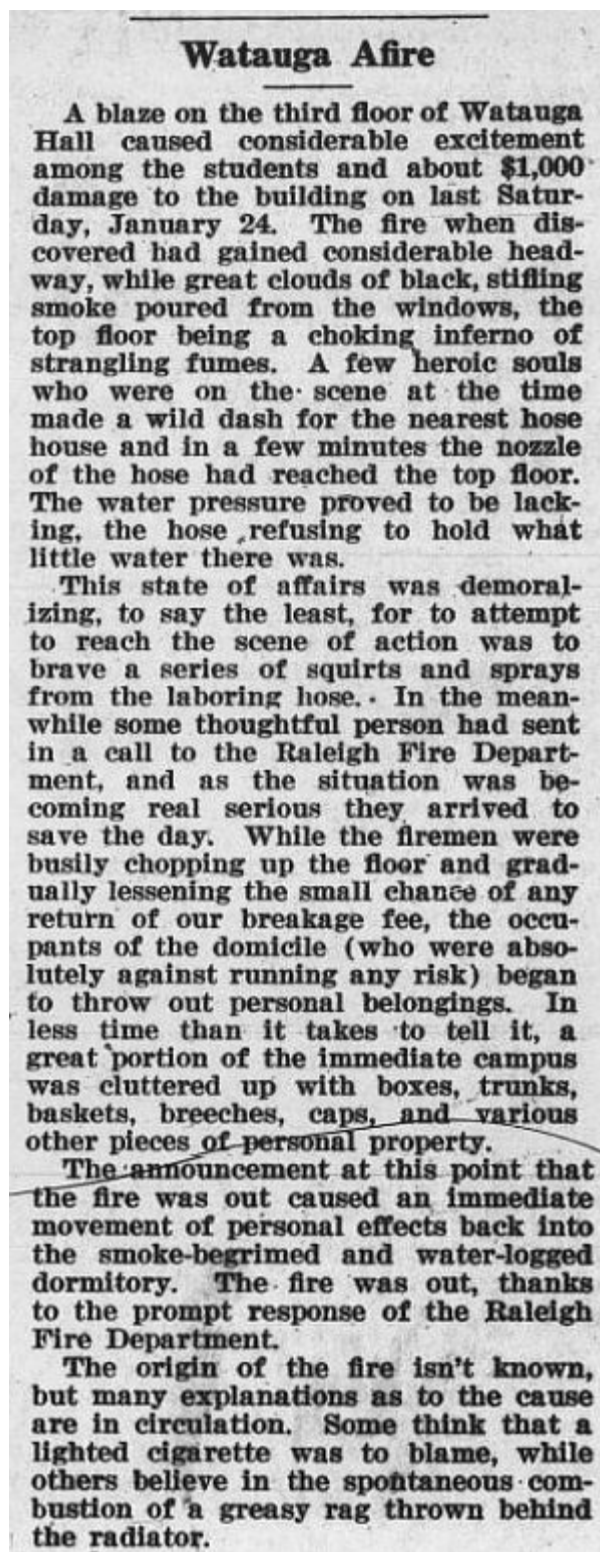 Watauga Afire
A blaze on the third floor of Watauga
Hall caused considerable excitement
among the students and about $1,000
damage to the building on last Satur-
day, January 24. The fire when dis-
covered had gained considerable head-
way, while great clouds of black, stifling
smoke poured from the windows, the
top floor being a choking inferno of
strangling fumes. A few heroic souls
who were on the scene at the time
made a wild dash for the nearest hose
house and in a few minutes the nozzle
of the hose had reached the top floor.
The water pressure proved to be lack-
ing, the hose refusing to hold what
little water there was.
This state of affairs was demoral-
izing, to say the least, for to attempt
to reach the scene of action was to
brave a series of squirts and sprays
from the laboring hose. In the mean-
while some thoughtful person had sent
in a call to the Raleigh Fire Depart-
ment, and as the situation was be-
coming real serious they arrived to
save the day. While the firemen were
busily chopping up the floor and grad-
ually lessening the small chance of any
return of our breakage fee, the occu-
pants of the domicile (who were abso-
lutely against running any risk) began
to throw out personal belongings. In
less time than it takes to tell it, a
great portion of the immediate campus
was cluttered up with boxes, trunks,
baskets, breeches, caps, and various
other pieces of personal property.
The announcement at this point that
the fire was out caused an immediate
movement of personal effects back into
the smoke-begrimed and water-logged
dormitory. The fire was out, thanks
to the prompt response of the Raleigh
Fire Department.
The origin of the fire isn't known,
but many explanations as to the cause
are in circulation. Some think that a
lighted cigarette was to blame, while
others believe in the spontaneous com-
bustion of a greasy rag thrown behind
the radiator.